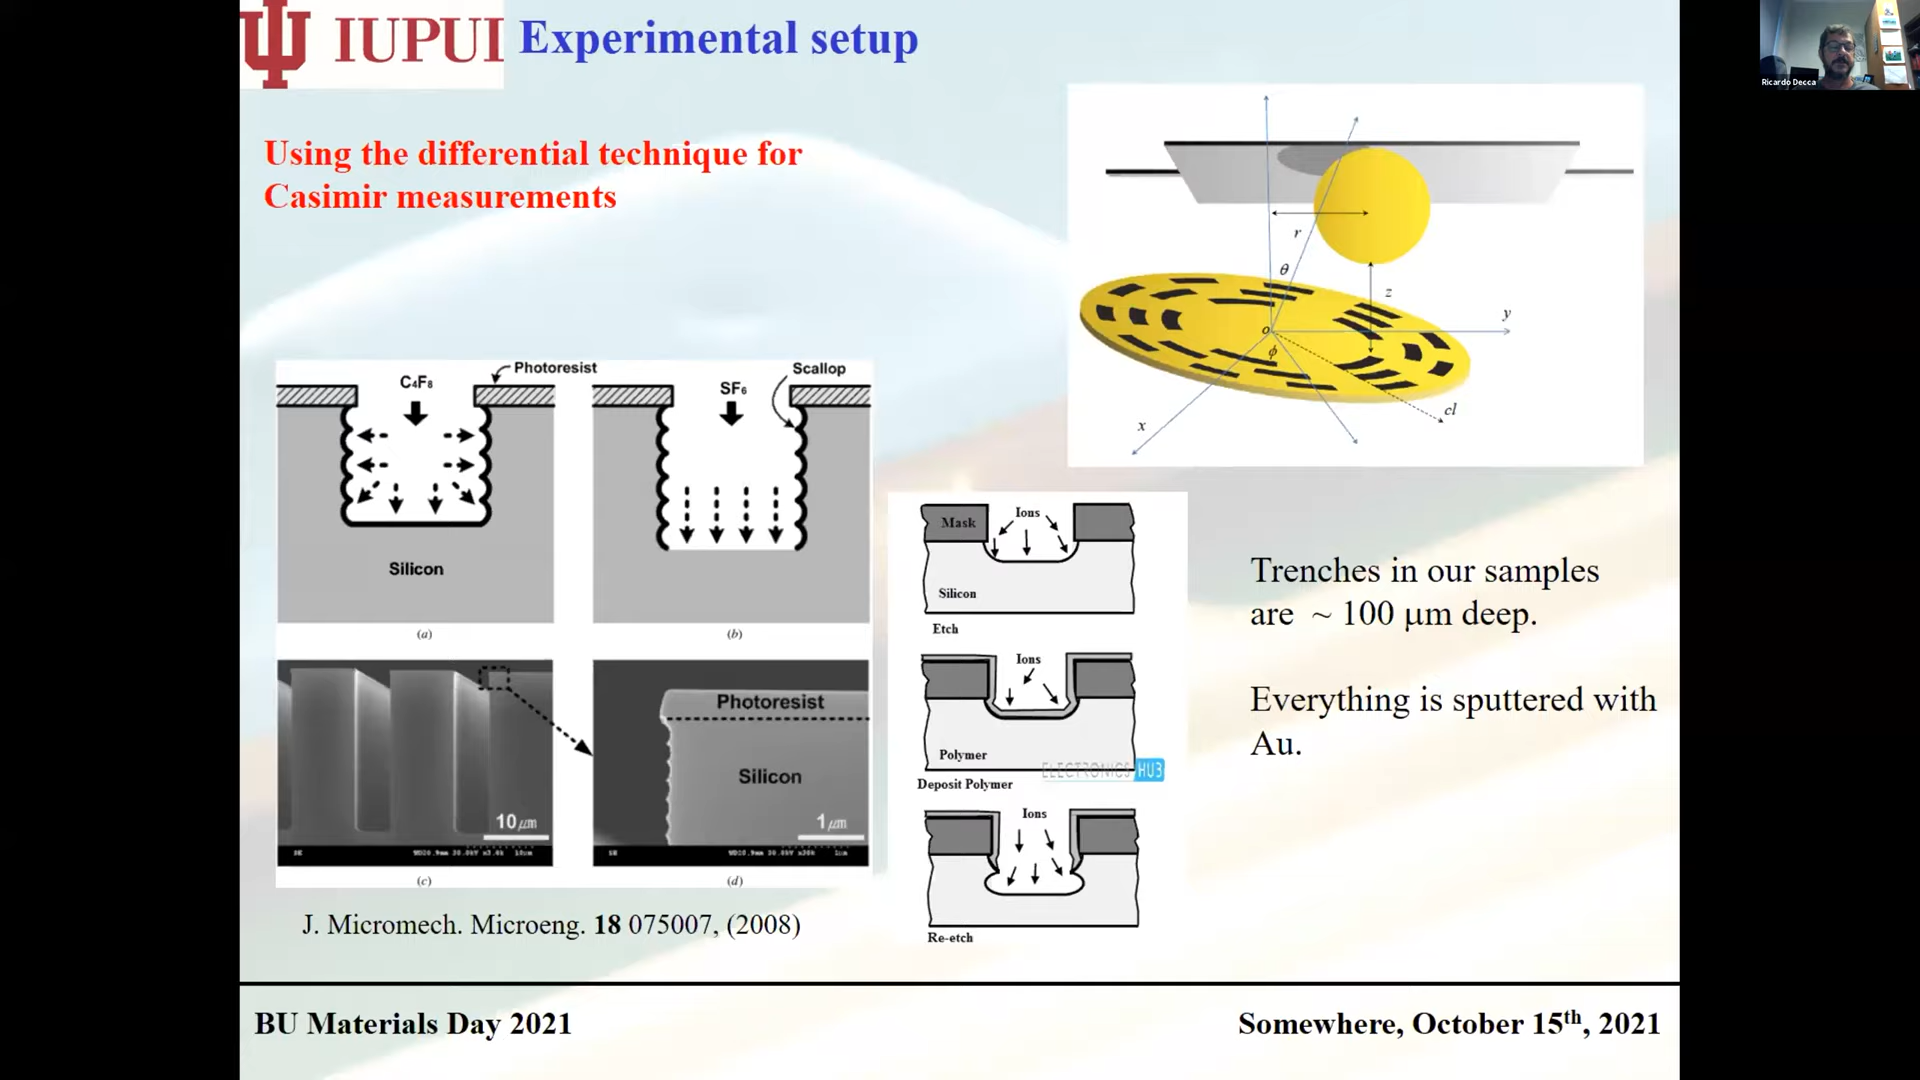 IUPUI
Experimental setup
Ricardo Decca
Using the differential technique for
Casimir measurements
r
θ
z
y
o
ϕ
x
cl
C4F8
Photoresist
Silicon
(a)
SF6
Scallop
(b)
10 μm
(c)
Photoresist
Silicon
1 μm
(d)
J. Micromech. Microeng. 18 075007, (2008)
Mask
Ions
Silicon
Etch
Ions
Polymer
ELECTRONICS HUB
Deposit Polymer
Ions
Re-etch
Trenches in our samples
are ~ 100 μm deep.
Everything is sputtered with
Au.
BU Materials Day 2021
Somewhere, October 15th, 2021